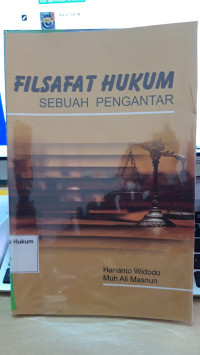 FILSAFAT HUKUM
SEBUAH PENGANTAR
Hukum
Hananto Widodo
Muh Ali Masnun